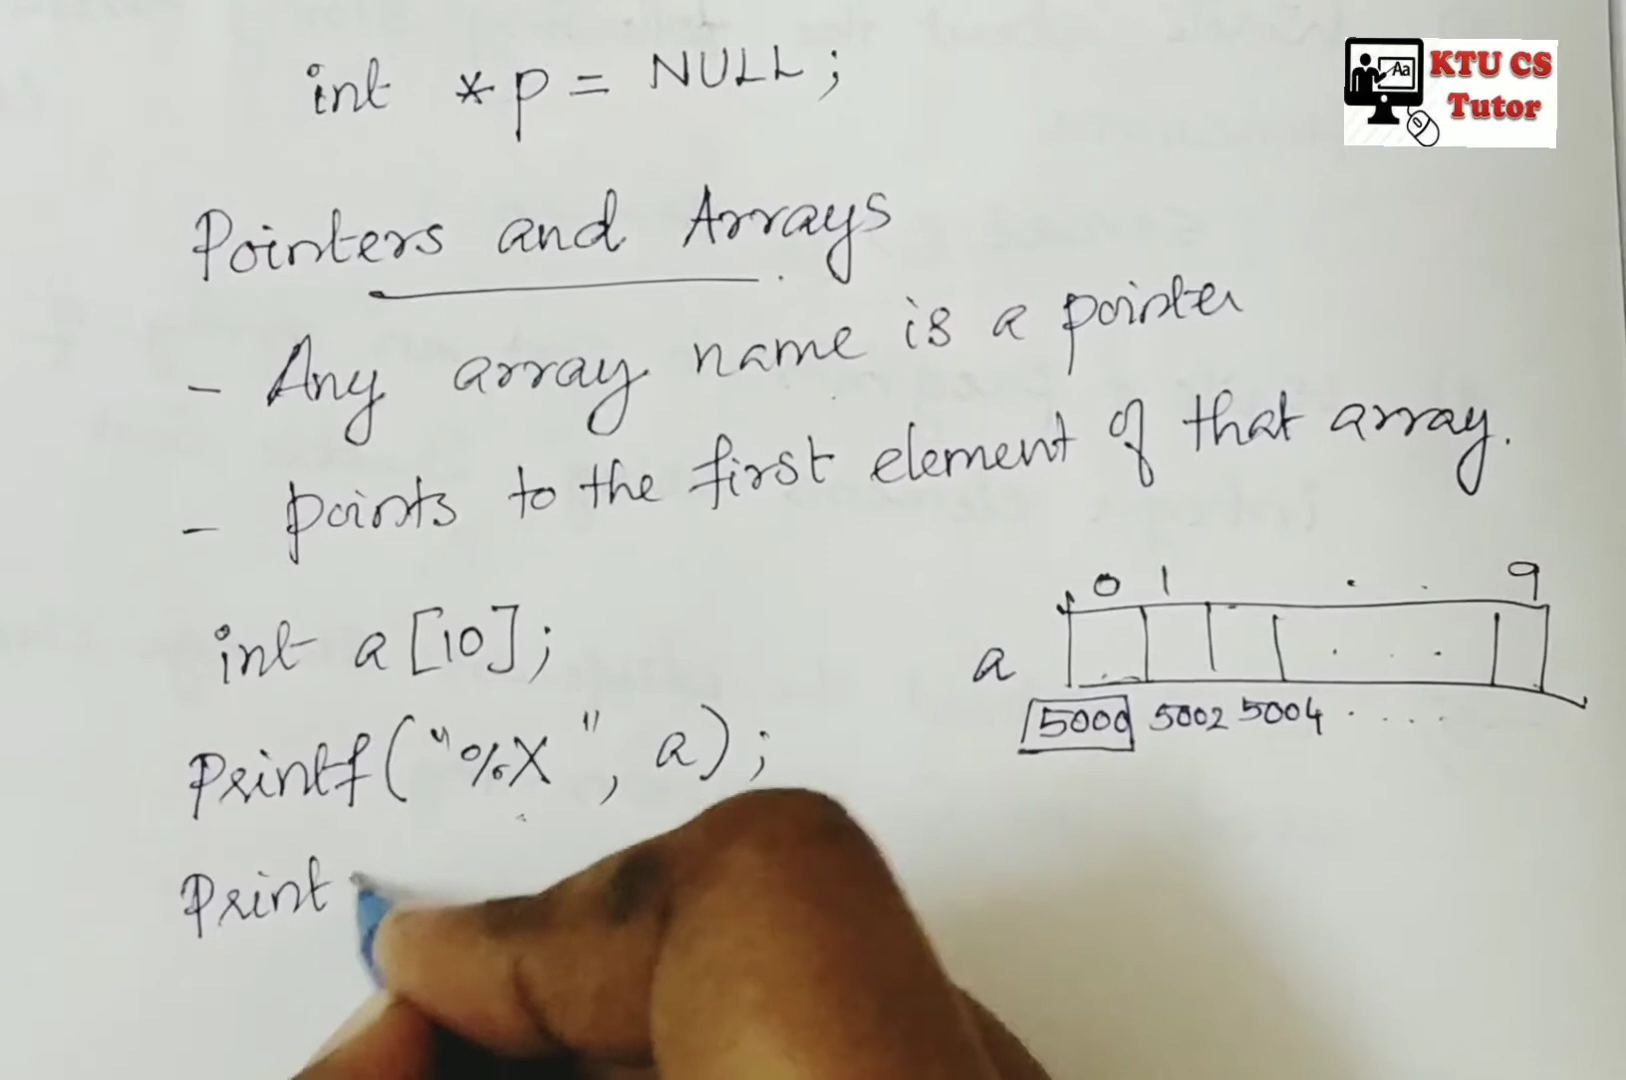 int *p = NULL;
KTU CS
Tutor
Pointers and Arrays
- Any array name is a pointer
- points to the first element of that array.
int a[10];
0 1 . . 9
a
5000 5002 5004 . . . . .
printf("%X", a);
print